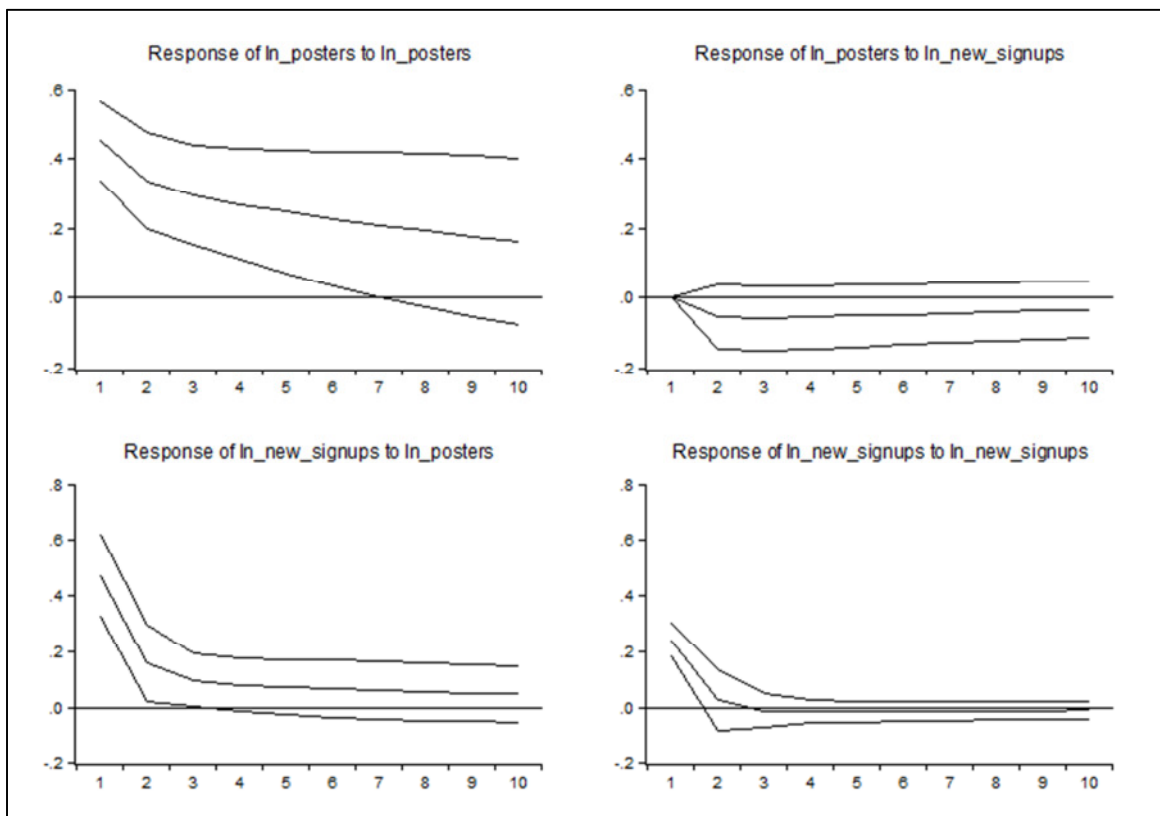 Response of ln_posters to ln_posters
.6
.4
.2
.0
-.2
1 2 3 4 5 6 7 8 9 10
Response of ln_posters to ln_new_signups
.6
.4
.2
.0
-.2
1 2 3 4 5 6 7 8 9 10
Response of ln_new_signups to ln_posters
.8
.6
.4
.2
.0
-.2
1 2 3 4 5 6 7 8 9 10
Response of ln_new_signups to ln_new_signups
.8
.6
.4
.2
.0
-.2
1 2 3 4 5 6 7 8 9 10